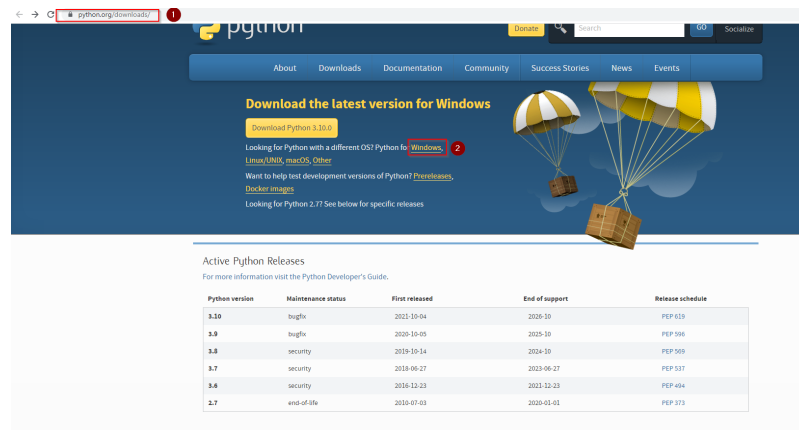 python.org/downloads/ 1
python
Donate Search GO Socialize
About Downloads Documentation Community Success Stories News Events
Download the latest version for Windows
Download Python 3.10.0
Looking for Python with a different OS? Python for Windows, 2
Linux/UNIX, macOS, Other
Want to help test development versions of Python? Prereleases,
Docker images
Looking for Python 2.7? See below for specific releases
Active Python Releases
For more information visit the Python Developer's Guide.
Python version Maintenance status First released End of support Release schedule
3.10 bugfix 2021-10-04 2026-10 PEP 619
3.9 bugfix 2020-10-05 2025-10 PEP 596
3.8 security 2019-10-14 2024-10 PEP 569
3.7 security 2018-06-27 2023-06-27 PEP 537
3.6 security 2016-12-23 2021-12-23 PEP 494
2.7 end-of-life 2010-07-03 2020-01-01 PEP 373